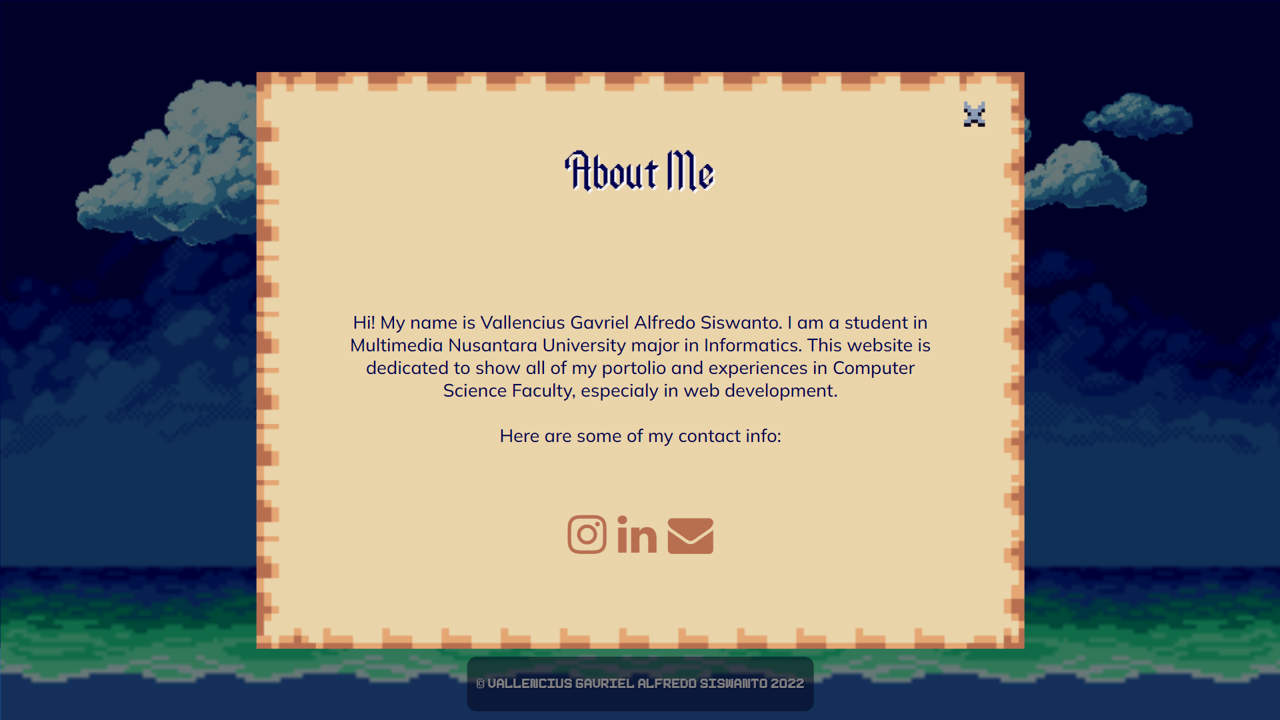 About Me
Hi! My name is Vallencius Gavriel Alfredo Siswanto. I am a student in
Multimedia Nusantara University major in Informatics. This website is
dedicated to show all of my portolio and experiences in Computer
Science Faculty, especialy in web development.
Here are some of my contact info:
© VALLENCIUS GAVRIEL ALFREDO SISWANTO 2022